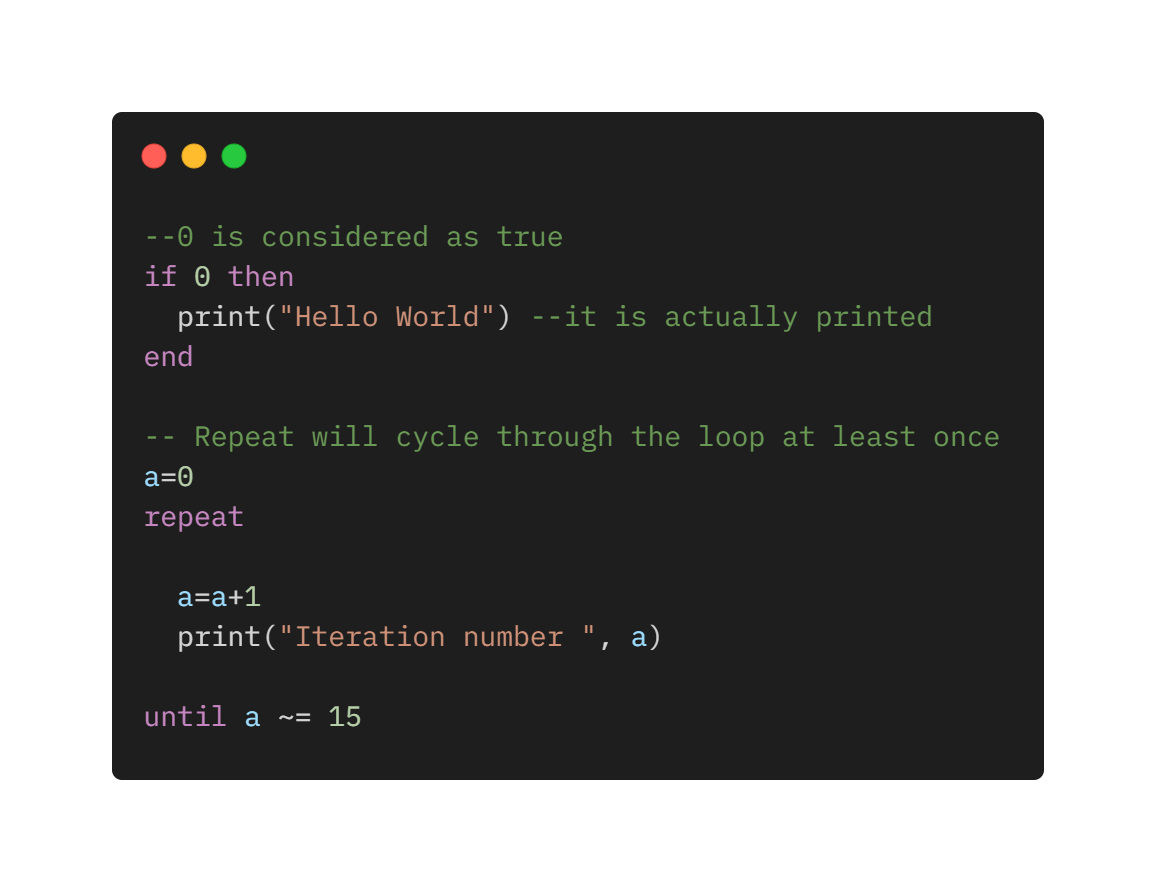 --0 is considered as true
if 0 then
  print("Hello World") --it is actually printed
end

-- Repeat will cycle through the loop at least once
a=0
repeat

  a=a+1
  print("Iteration number ", a)

until a ~= 15